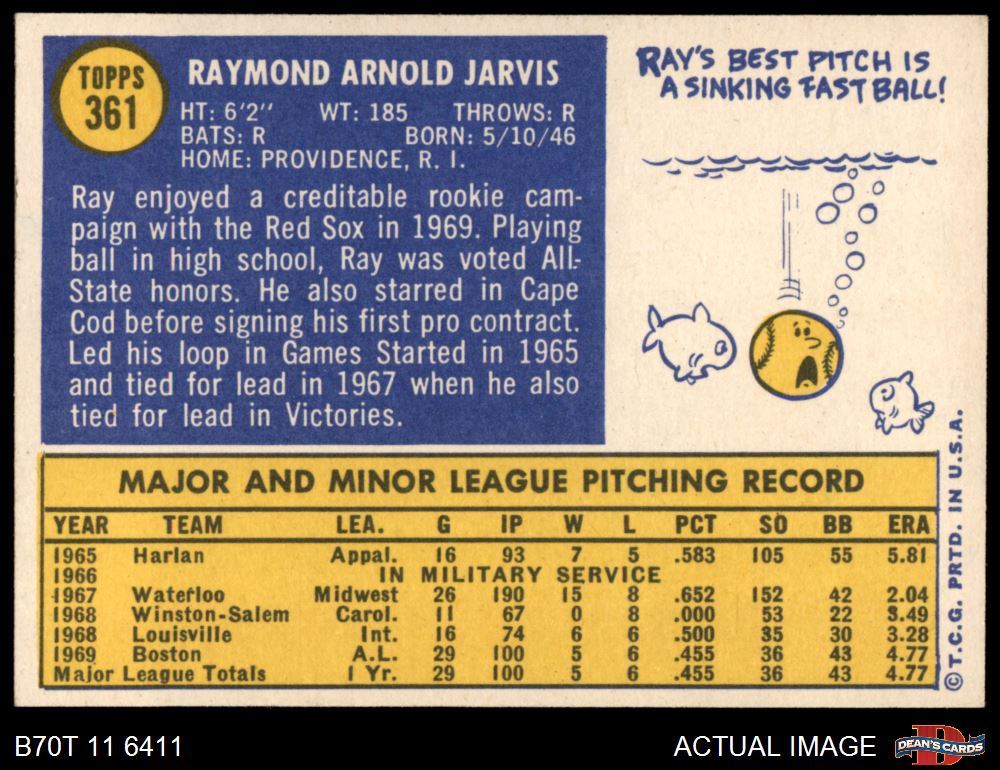 TOPPS
361
RAYMOND ARNOLD JARVIS
HT: 6'2" WT: 185 THROWS: R
BATS: R BORN: 5/10/46
HOME: PROVIDENCE, R. I.
Ray enjoyed a creditable rookie cam-
paign with the Red Sox in 1969. Playing
ball in high school, Ray was voted All-
State honors. He also starred in Cape
Cod before signing his first pro contract.
Led his loop in Games Started in 1965
and tied for lead in 1967 when he also
tied for lead in Victories.
RAY'S BEST PITCH IS
A SINKING FAST BALL!
MAJOR AND MINOR LEAGUE PITCHING RECORD
YEAR TEAM LEA. G IP W L PCT SO BB ERA
1965 Harlan Appal. 16 93 7 5 .583 105 55 5.81
1966 IN MILITARY SERVICE
1967 Waterloo Midwest 26 190 15 8 .652 152 42 2.04
1968 Winston-Salem Carol. 11 67 0 8 .000 53 22 3.49
1968 Louisville Int. 16 74 6 6 .500 35 30 3.28
1969 Boston A.L. 29 100 5 6 .455 36 43 4.77
Major League Totals 1 Yr. 29 100 5 6 .455 36 43 4.77
©T.C.G. PRTD. IN U.S.A.
B70T 11 6411
ACTUAL IMAGE
D
DEAN'S CARDS